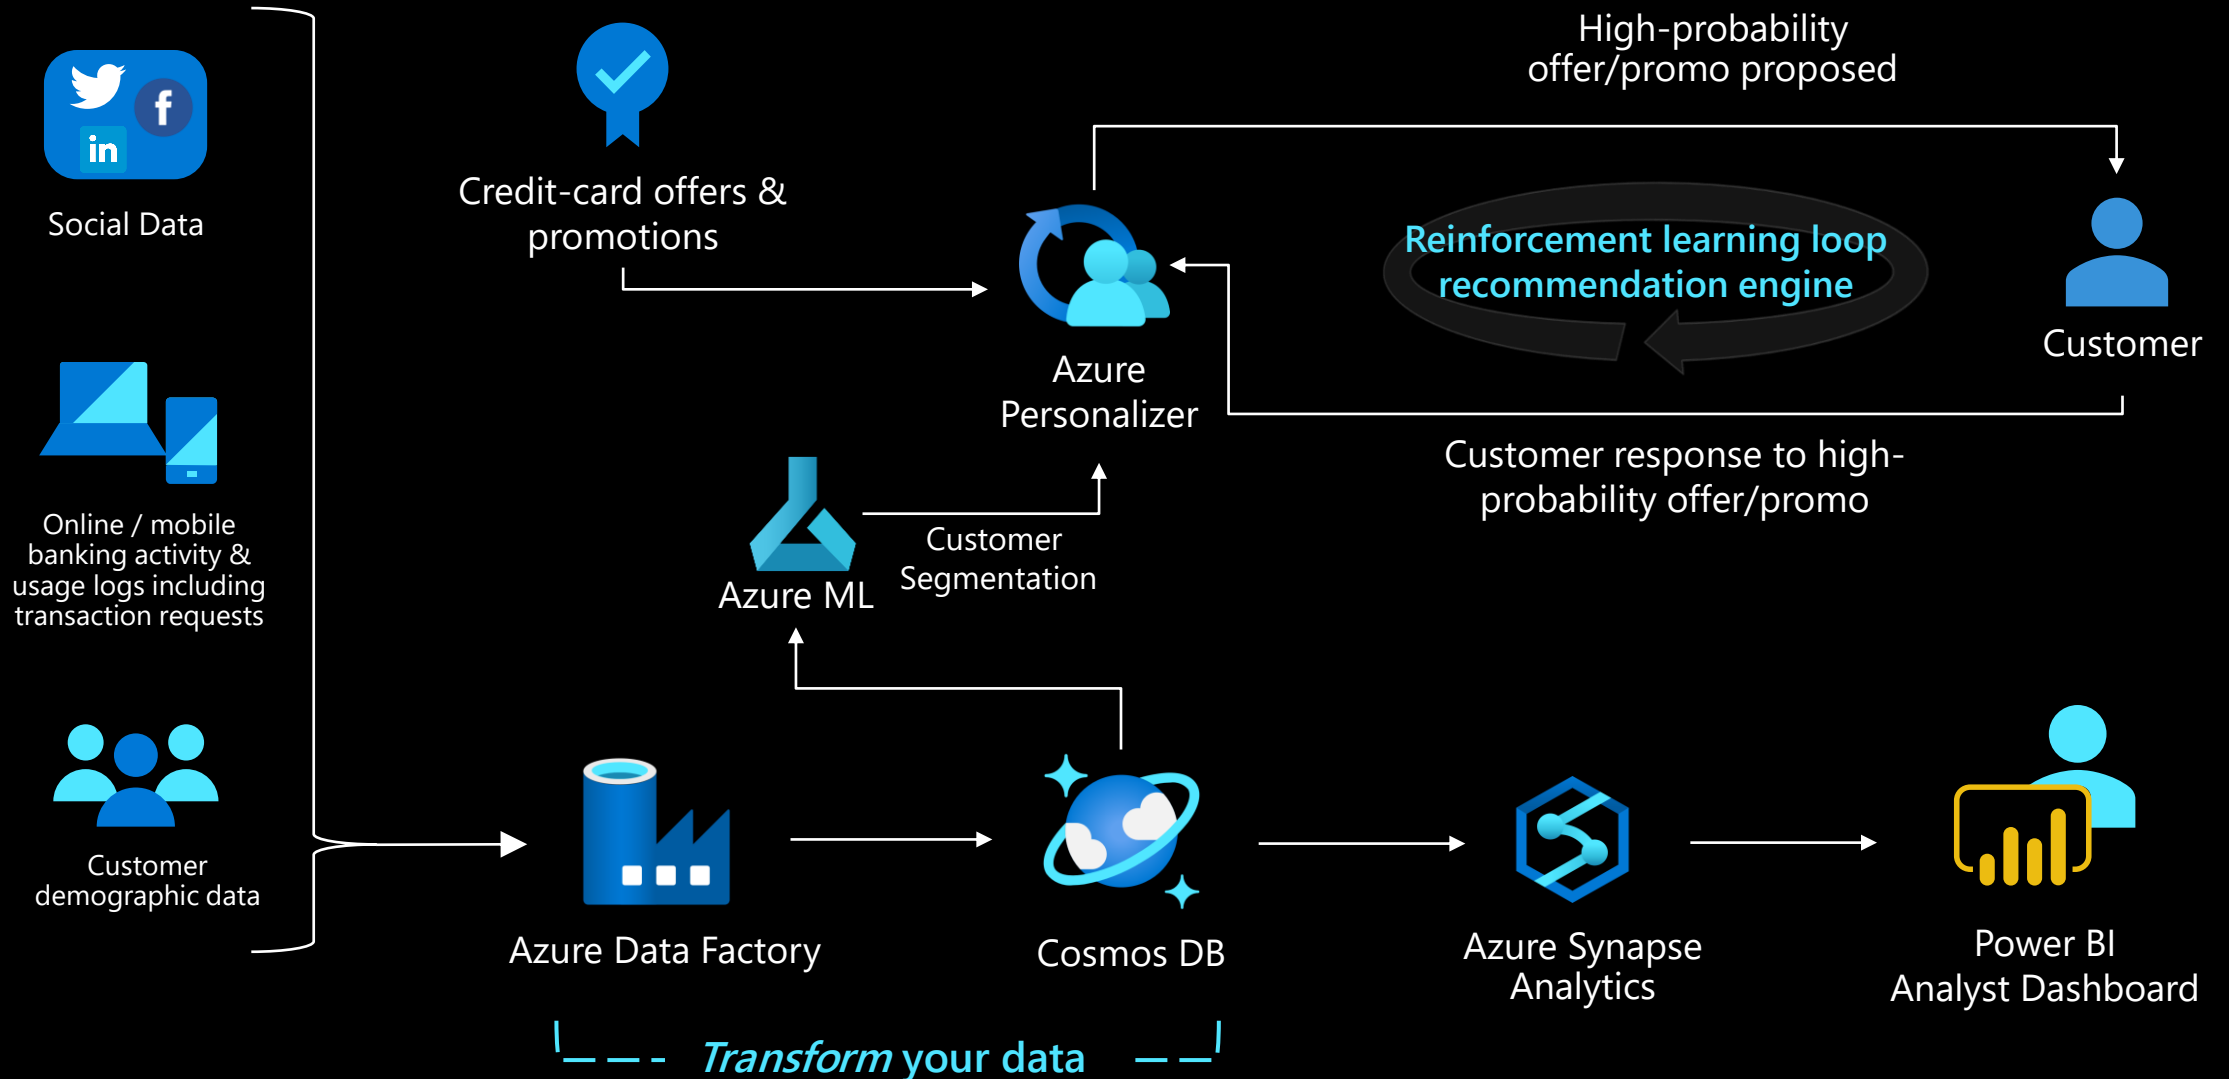 Social Data
Online / mobile
banking activity &
usage logs including
transaction requests
Customer
demographic data
Credit-card offers &
promotions
Azure
Personalizer
High-probability
offer/promo proposed
Reinforcement learning loop
recommendation engine
Customer
Customer response to high-
probability offer/promo
Azure ML
Customer
Segmentation
Azure Data Factory
Cosmos DB
Azure Synapse
Analytics
Power BI
Analyst Dashboard
Transform your data
f
in